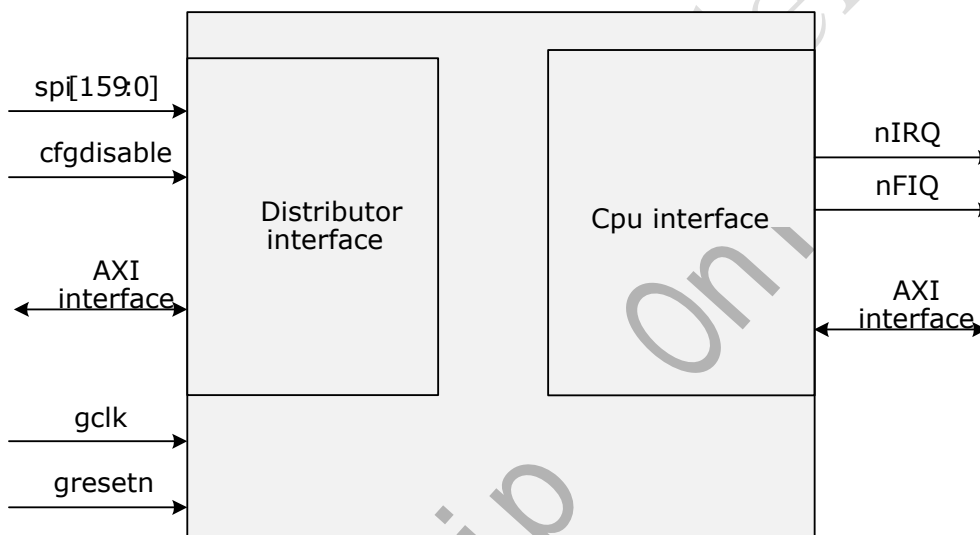 spi[159:0]
cfgdisable
AXI
interface
gclk
gresetn
Distributor
interface
Cpu interface
nIRQ
nFIQ
AXI
interface